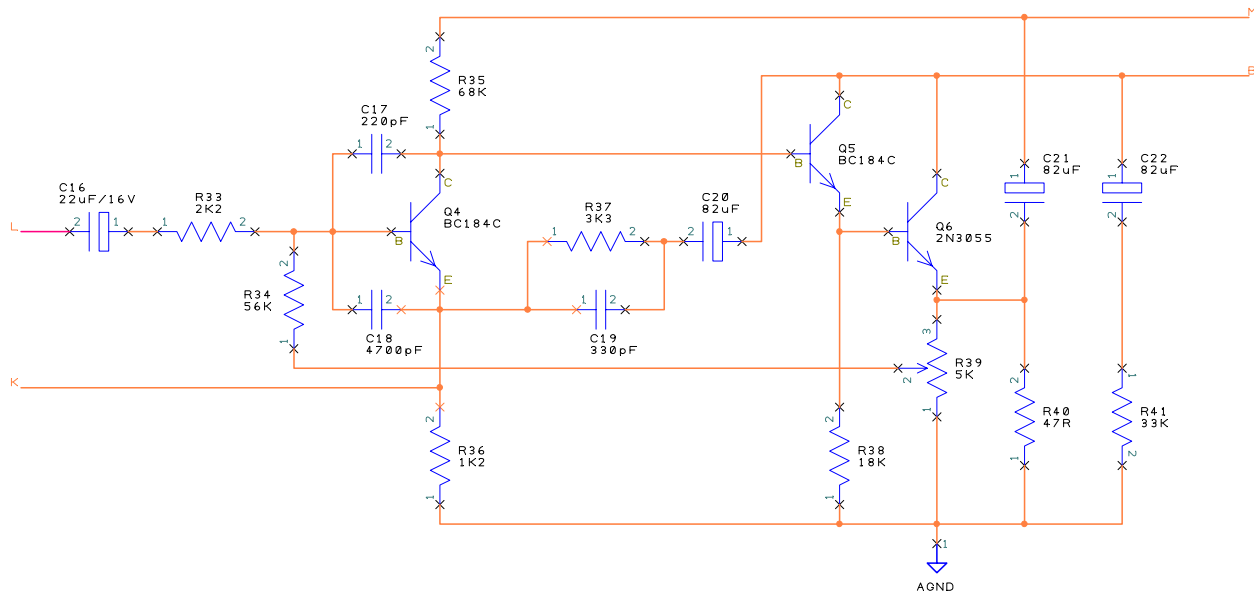 M
B
2
R35
68K
1
C17
220pF
1 2
C
Q5
BC184C
B
E
C21
82uF
1
2
C22
82uF
1
2
C16
22uF/16V
2 1
R33
2K2
1 2
C
Q4
BC184C
B
E
R37
3K3
1 2
C20
82uF
2 1
C
Q6
2N3055
B
E
L
2
R34
56K
1
1 2
C18
4700pF
1 2
C19
330pF
3
R39
5K
2
1
K
2
R36
1K2
1
2
R38
18K
1
2
R40
47R
1
1
R41
33K
2
1
AGND